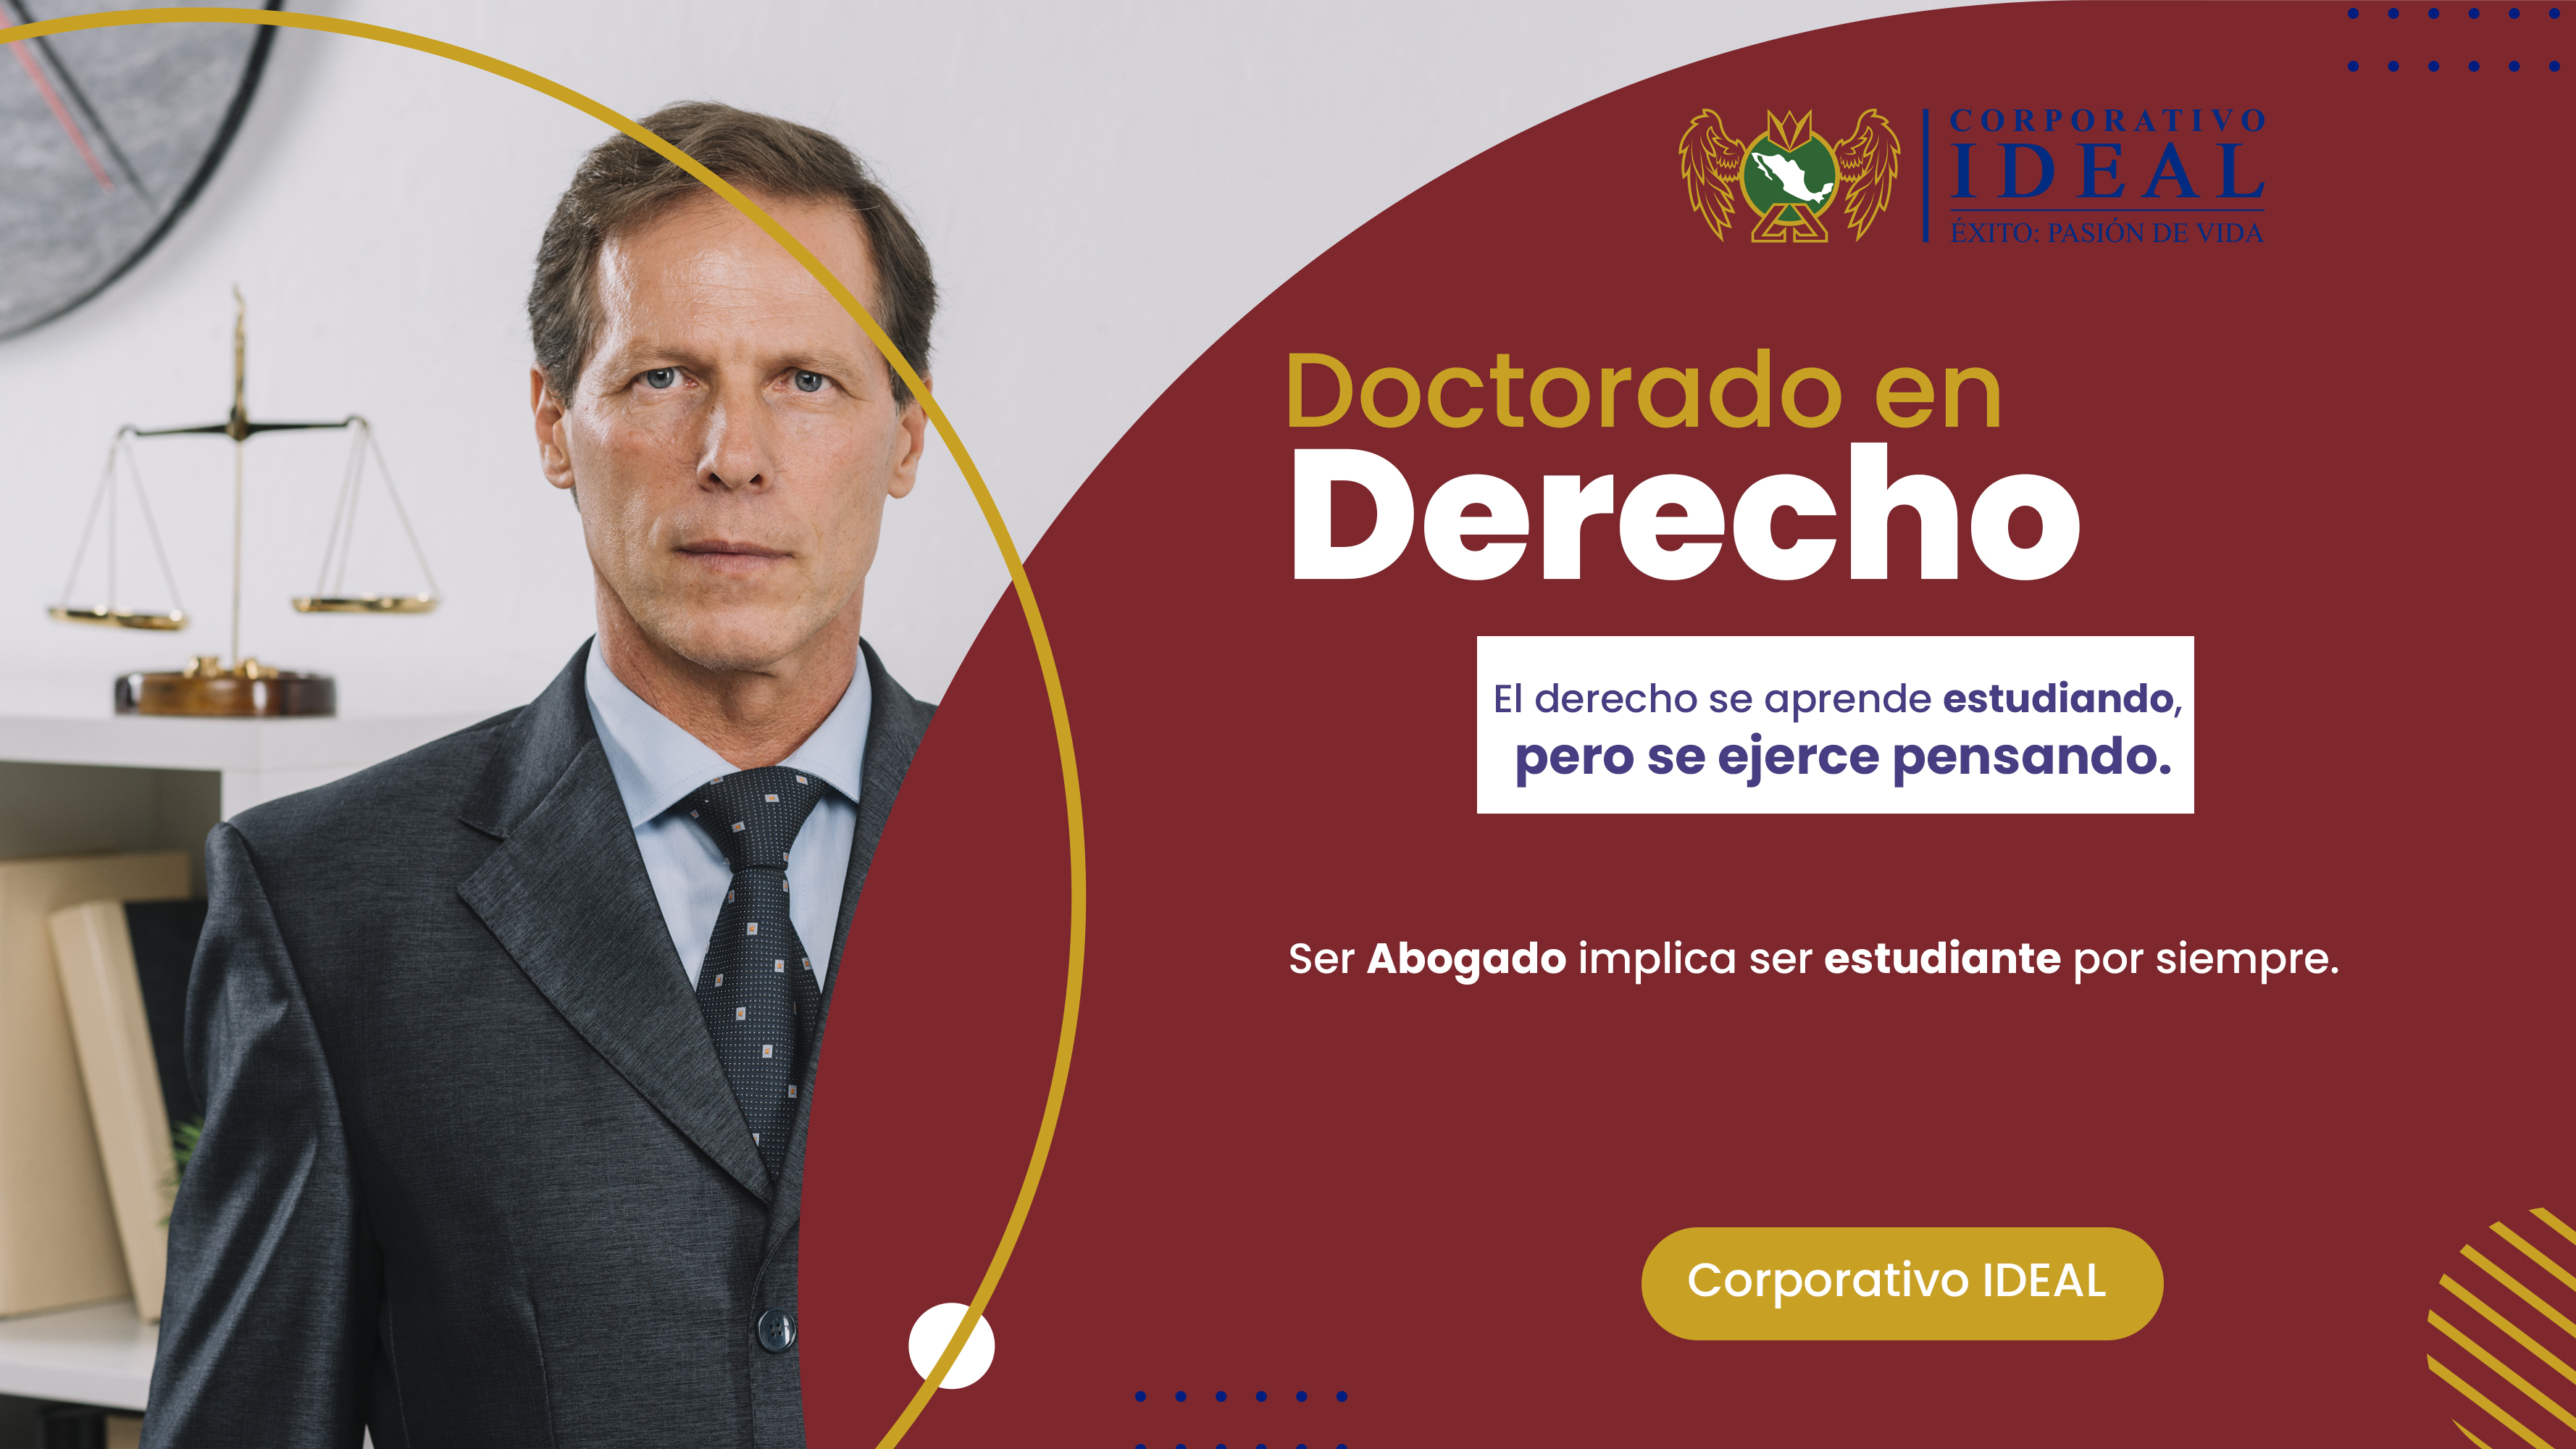 CORPORATIVO
IDEAL
ÉXITO: PASIÓN DE VIDA
Doctorado en
Derecho
El derecho se aprende estudiando,
pero se ejerce pensando.
Ser Abogado implica ser estudiante por siempre.
Corporativo IDEAL